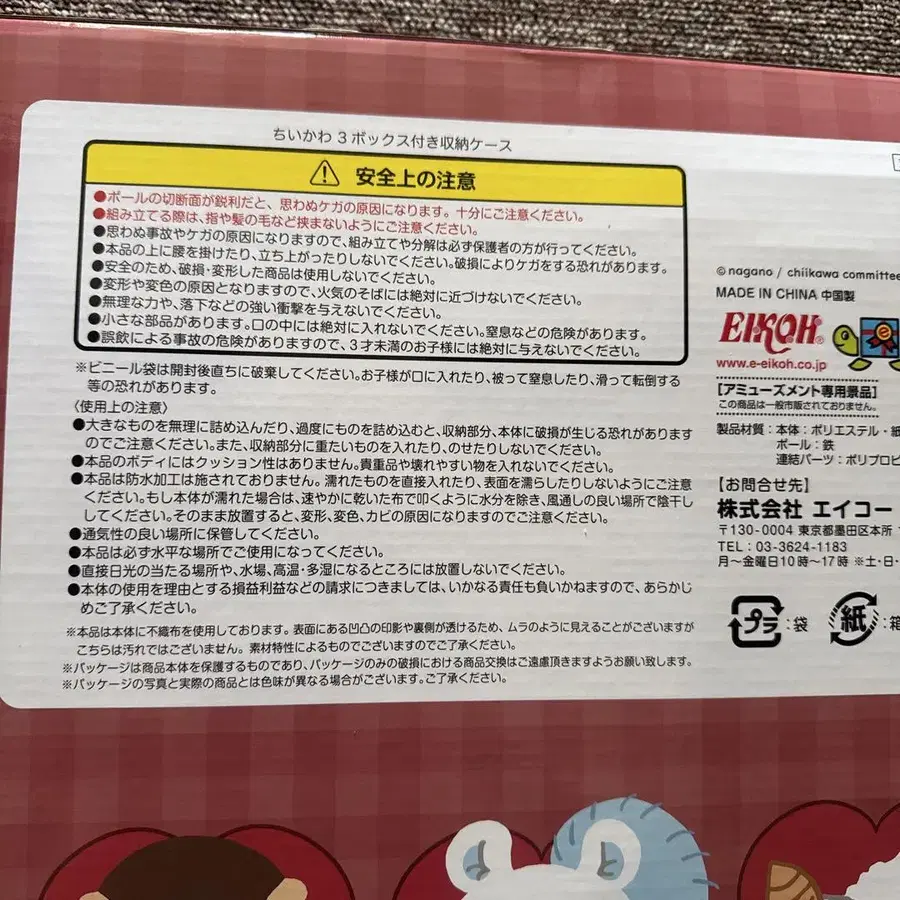 ちいかわ 3ボックス付き収納ケース
安全上の注意
●ポールの切断面が鋭利だと、思わぬケガの原因になります。十分にご注意ください。
●組み立てる際は、指や髪の毛など挟まないようにご注意ください。
●思わぬ事故やケガの原因になりますので、組み立てや分解は必ず保護者の方が行ってください。
●本品の上に腰を掛けたり、立ち上がったりしないでください。破損によりケガをする恐れがあります。
●安全のため、破損・変形した商品は使用しないでください。
●変形や変色の原因となりますので、火気のそばには絶対に近づけないでください。
●無理な力や、落下などの強い衝撃を与えないでください。
●小さな部品があります。口の中には絶対に入れないでください。窒息などの危険があります。
●誤飲による事故の危険がありますので、3才未満のお子様には絶対に与えないでください。
※ビニール袋は開封後直ちに破棄してください。お子様が口に入れたり、被って窒息したり、滑って転倒する
等の恐れがあります。
〈使用上の注意〉
●大きなものを無理に詰め込んだり、過度にものを詰め込むと、収納部分、本体に破損が生じる恐れがあります
のでご注意ください。また、収納部分に重たいものを入れたり、のせたりしないでください。
●本品のボディにはクッション性はありません。貴重品や壊れやすい物を入れないでください。
●本品は防水加工は施されておりません。濡れたものを直接入れたり、表面を濡らしたりしないようにご注意
ください。もし本体が濡れた場合は、速やかに乾いた布で叩くように水分を除き、風通しの良い場所で陰干し
してください。そのまま放置すると、変形、変色、カビの原因になりますのでご注意ください。
●通気性の良い場所に保管してください。
●本品は必ず水平な場所でご使用になってください。
●直接日光の当たる場所や、水場、高温・多湿になるところには放置しないでください。
●本体の使用を理由とする損益利益などの請求につきましては、いかなる責任も負いかねますので、あらかじ
めご了承ください。
※本品は本体に不織布を使用しております。表面にある凹凸の印影や裏側が透けるため、ムラのように見えることがございますが
こちらは汚れではございません。素材特性によるものでございますのでご了承ください。
※パッケージは商品本体を保護するものであり、パッケージのみの破損における商品交換はご遠慮頂きますようお願い致します。
※パッケージの写真と実際の商品とは色味が異なる場合がございます。ご了承ください。
©nagano / chiikawa committee
MADE IN CHINA 中国製
EIKOH®
e
www.e-eikoh.co.jp
【アミューズメント専用景品】
この商品は一般市販されておりません。
製品材質:本体:ポリエステル・紙
ポール:鉄
連結パーツ:ポリプロピ
【お問合せ先】
株式会社 エイコー
〒130-0004 東京都墨田区本所
TEL:03-3624-1183
月〜金曜日10時〜17時 ※土・日・
プラ:袋
紙:箱